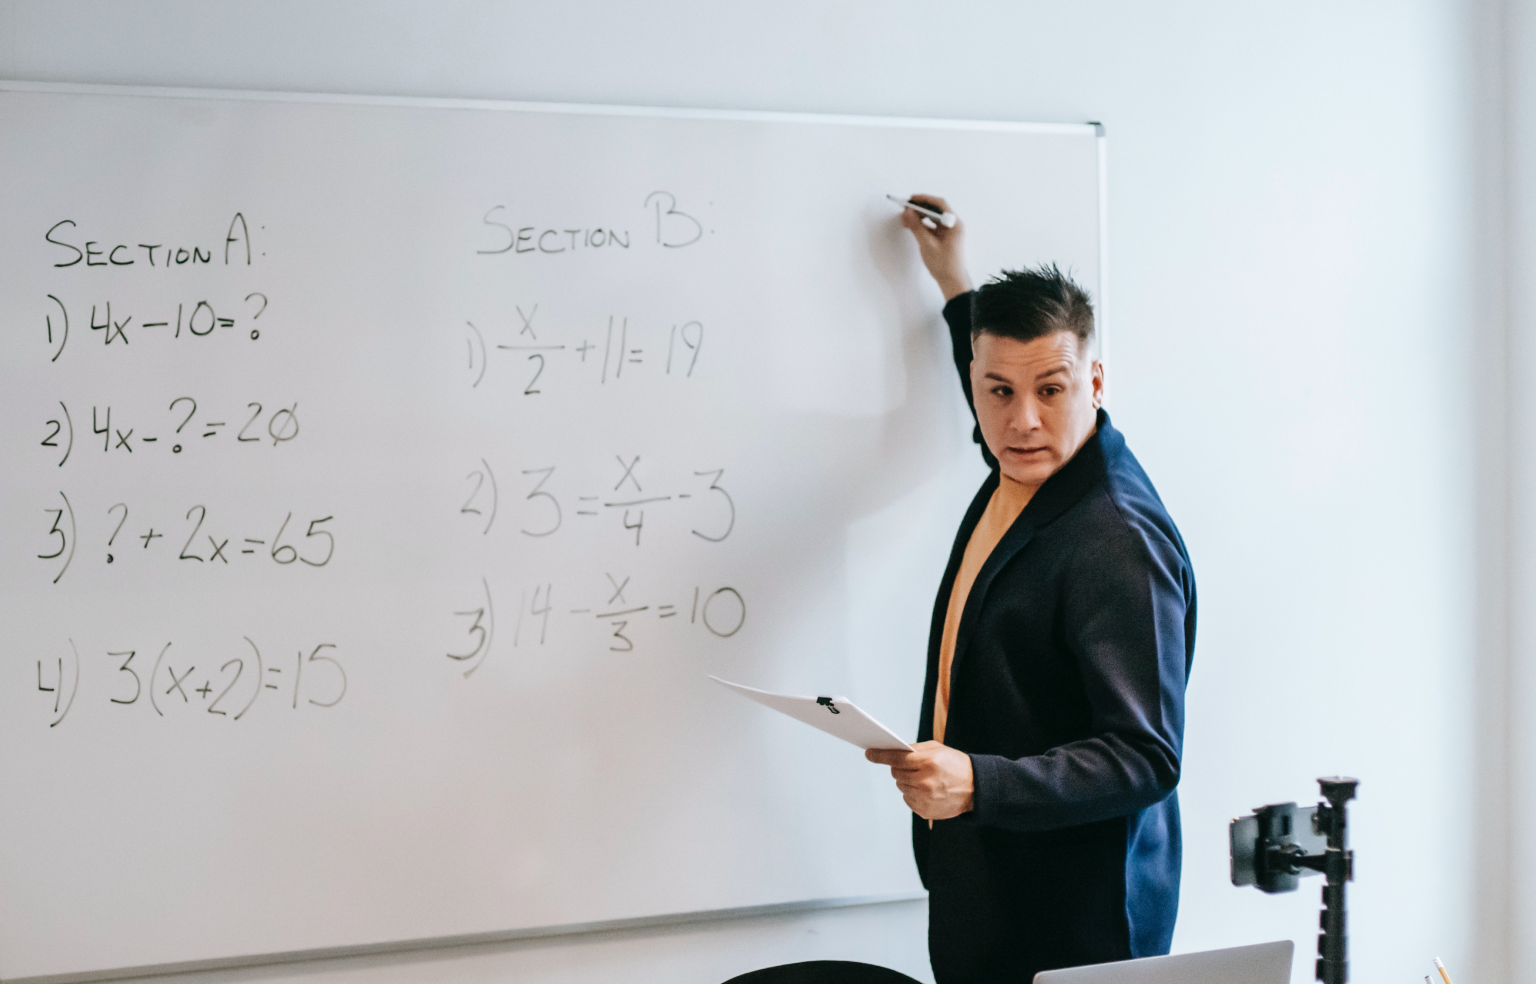 SECTION A:
1) 4x - 10 = ?
2) 4x - ? = 20
3) ? + 2x = 65
4) 3(x+2) = 15
SECTION B:
1) x/2 + 11 = 19
2) 3 = x/4 - 3
3) 14 - x/3 = 10